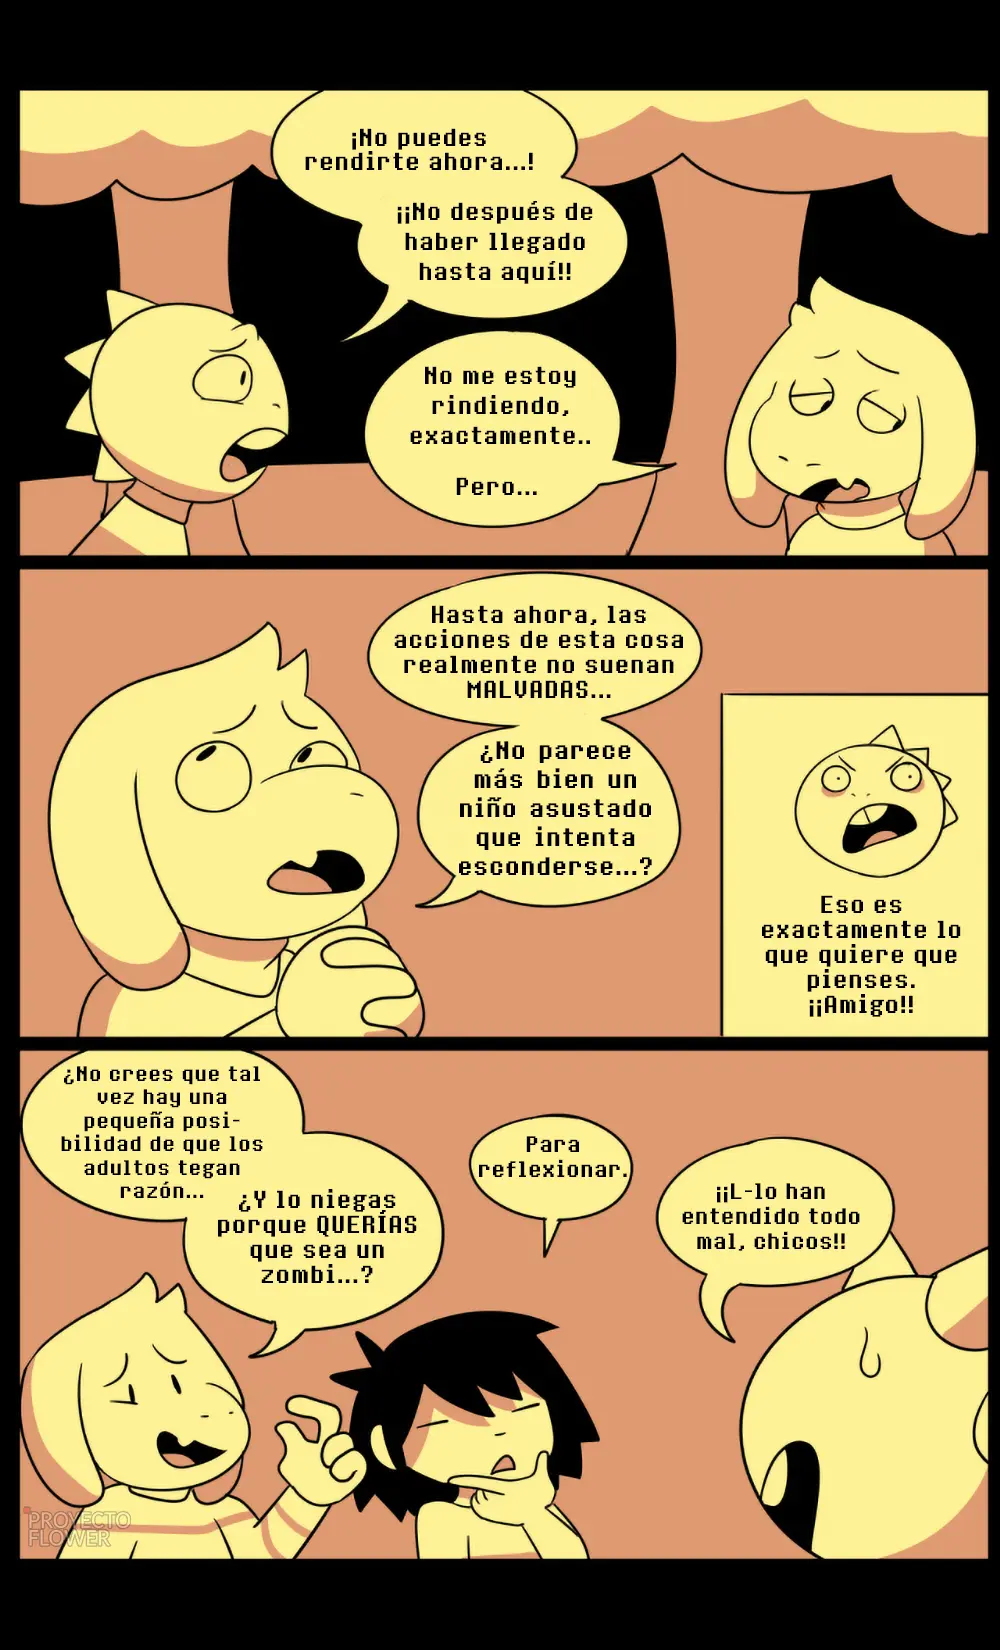 ¡No puedes
rendirte ahora...!
¡¡No después de
haber llegado
hasta aquí!!
No me estoy
rindiendo,
exactamente..
Pero...
Hasta ahora, las
acciones de esta cosa
realmente no suenan
MALVADAS...
¿No parece
más bien un
niño asustado
que intenta
esconderse...?
Eso es
exactamente lo
que quiere que
pienses.
¡¡Amigo!!
¿No crees que tal
vez hay una
pequeña posi-
bilidad de que los
adultos tegan
razón...
¿Y lo niegas
porque QUERÍAS
que sea un
zombi...?
Para
reflexionar.
¡¡L-lo han
entendido todo
mal, chicos!!
PROYECTO
FLOWER